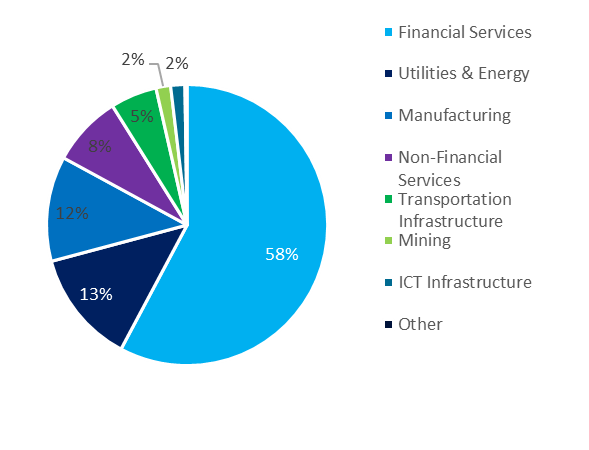 2%
2%
5%
8%
12%
13%
58%
Financial Services
Utilities & Energy
Manufacturing
Non-Financial
Services
Transportation
Infrastructure
Mining
ICT Infrastructure
Other